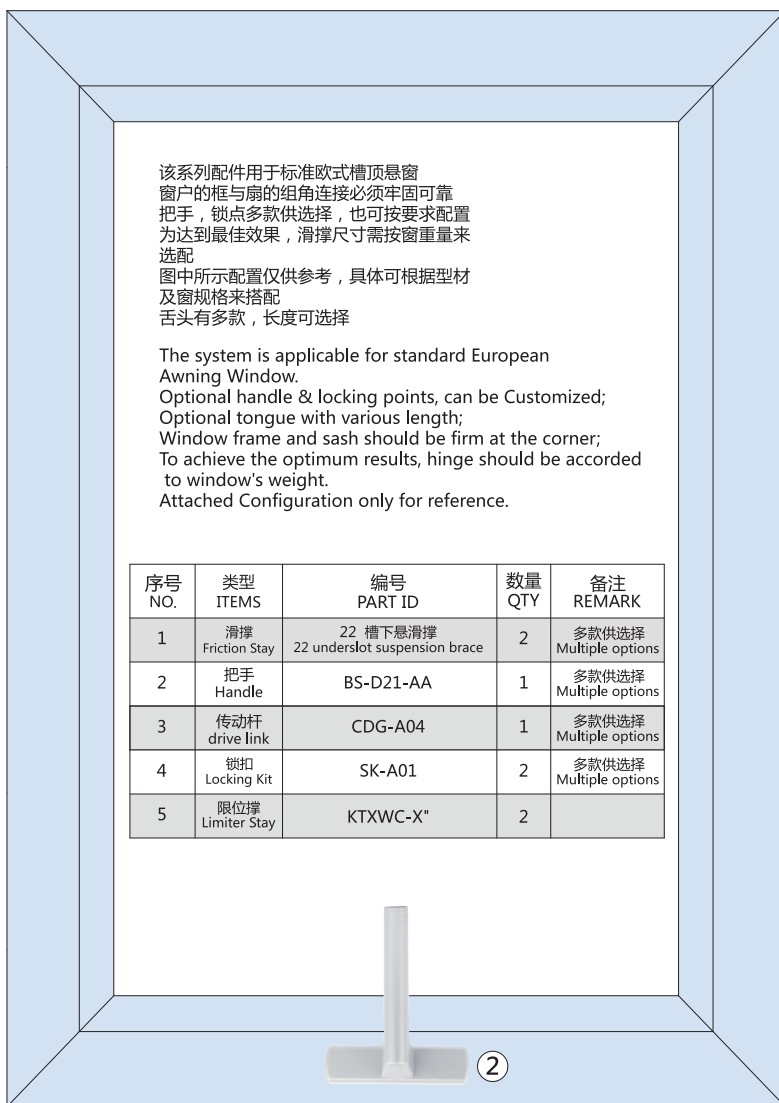 该系列配件用于标准欧式槽顶悬窗
窗户的框与扇的组角连接必须牢固可靠
把手，锁点多款供选择，也可按要求配置
为达到最佳效果，滑撑尺寸需按窗重量来
选配
图中所示配置仅供参考，具体可根据型材
及窗规格来搭配
舌头有多款，长度可选择
The system is applicable for standard European
Awning Window.
Optional handle & locking points, can be Customized;
Optional tongue with various length;
Window frame and sash should be firm at the corner;
To achieve the optimum results, hinge should be accorded
to window's weight.
Attached Configuration only for reference.
序号 类型 编号 数量 备注
NO. ITEMS PART ID QTY REMARK
1 滑撑 22 槽下悬滑撑 2 多款供选择
Friction Stay 22 underslot suspension brace Multiple options
2 把手 BS-D21-AA 1 多款供选择
Handle Multiple options
3 传动杆 CDG-A04 1 多款供选择
drive link Multiple options
4 锁扣 SK-A01 2 多款供选择
Locking Kit Multiple options
5 限位撑 KTXWC-X" 2
Limiter Stay
②